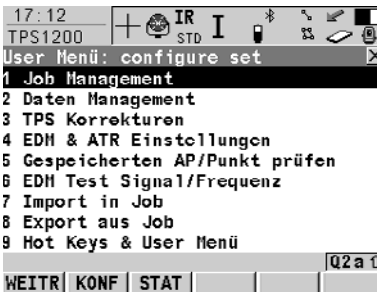 17:12
IR
TPS1200
STD
I
User Menü: configure set
1 Job Management
2 Daten Management
3 TPS Korrekturen
4 EDM & ATR Einstellungen
5 Gespeicherten AP/Punkt prüfen
6 EDM Test Signal/Frequenz
7 Import in Job
8 Export aus Job
9 Hot Keys & User Menü
Q2a
WEITR KONF STAT